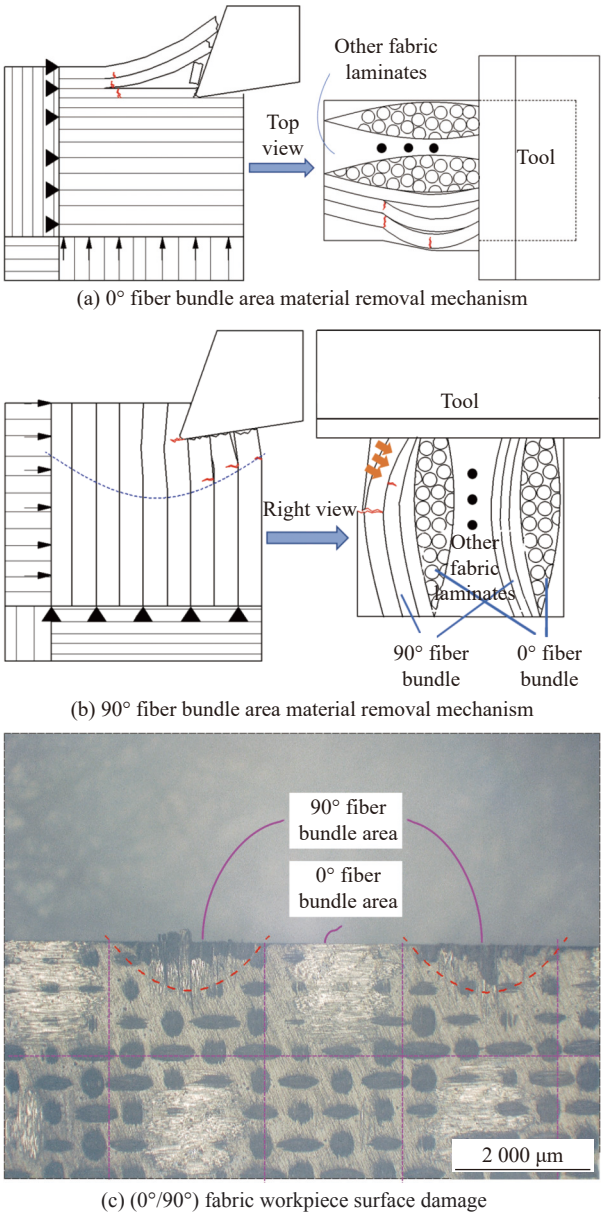 Other fabric
laminates
Top
view
Tool
(a) 0° fiber bundle area material removal mechanism
Tool
Right view
Other
fabric
laminates
90° fiber
bundle
0° fiber
bundle
(b) 90° fiber bundle area material removal mechanism
90° fiber
bundle area
0° fiber
bundle area
2 000 μm
(c) (0°/90°) fabric workpiece surface damage